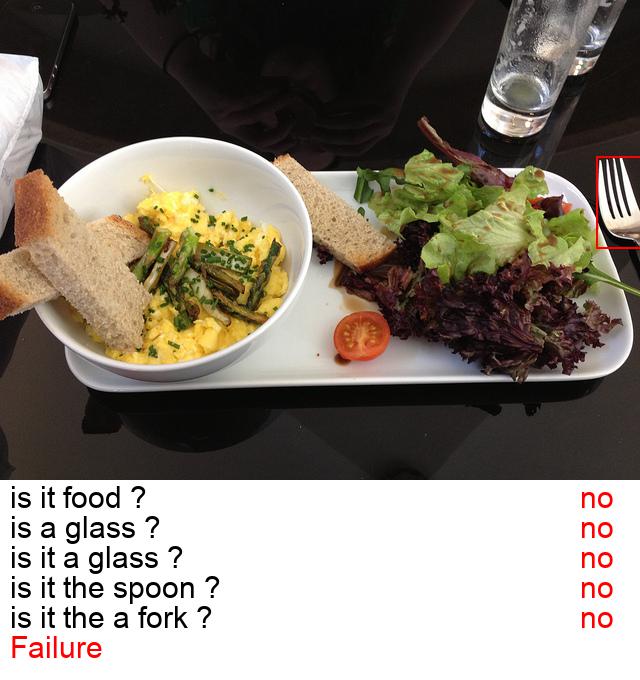 is it food ? no
is a glass ? no
is it a glass ? no
is it the spoon ? no
is it the a fork ? no
Failure